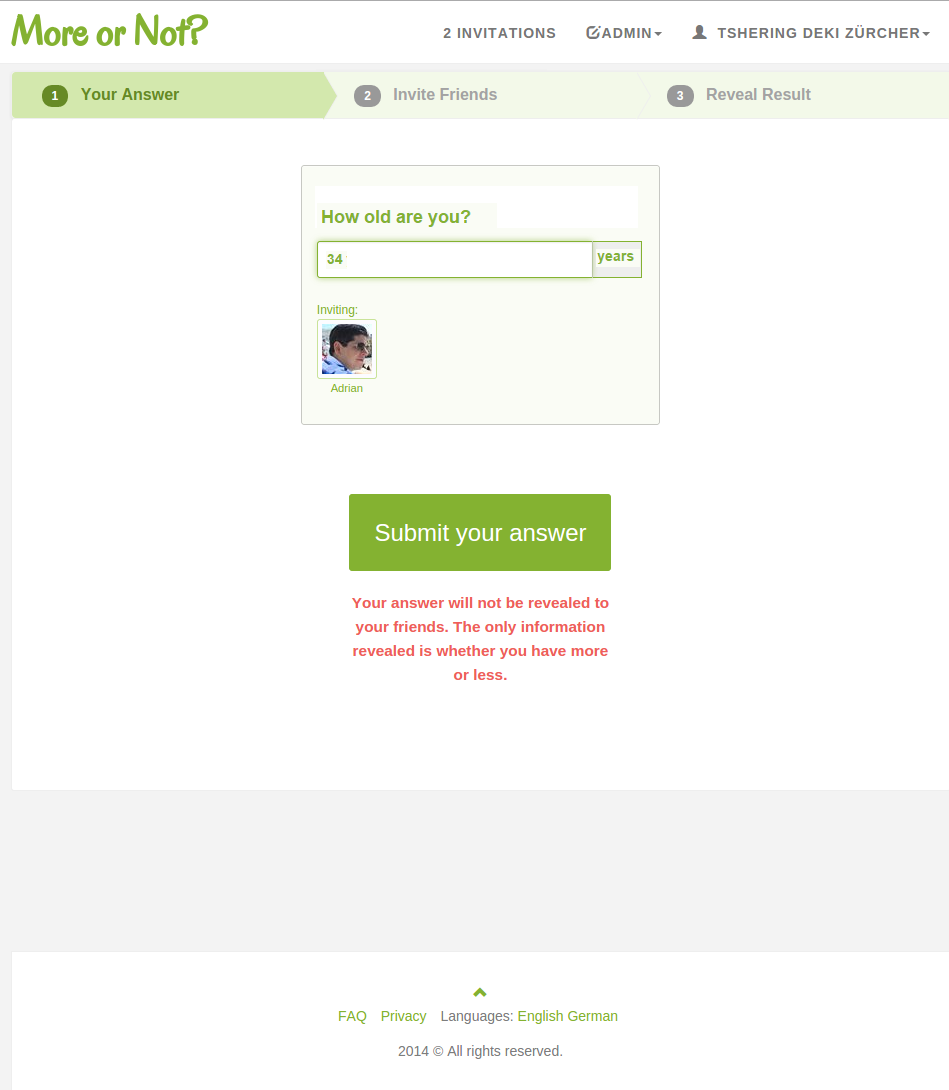 More or Not?
2 INVITATIONS ADMIN TSHERING DEKI ZÜRCHER
1 Your Answer 2 Invite Friends 3 Reveal Result
How old are you?
34 years
Inviting:
Adrian
Submit your answer
Your answer will not be revealed to
your friends. The only information
revealed is whether you have more
or less.
FAQ Privacy Languages: English German
2014 © All rights reserved.